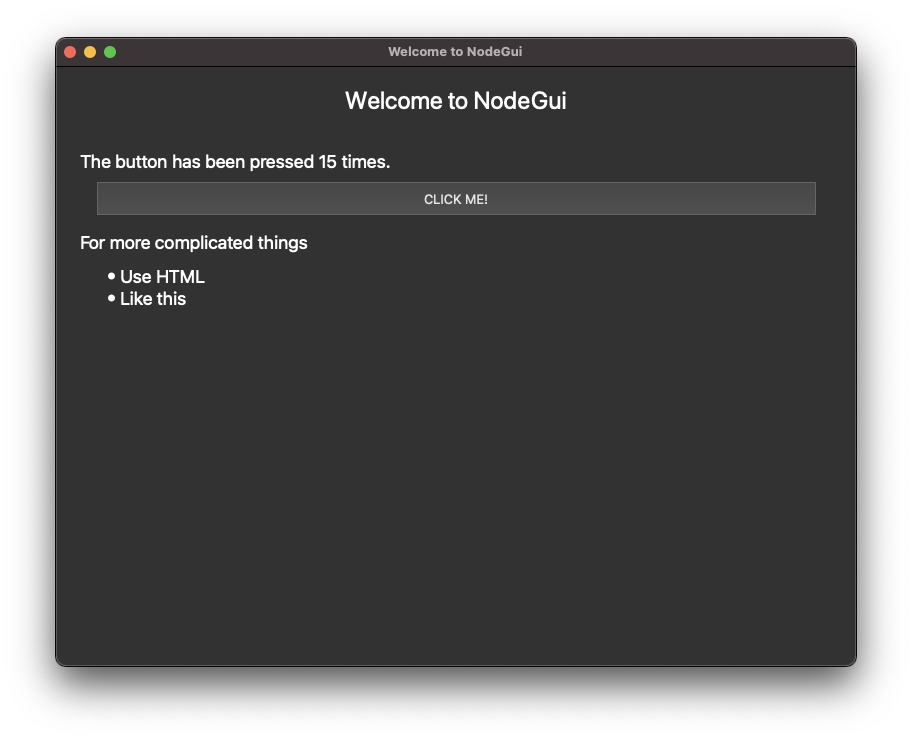 Welcome to NodeGui
Welcome to NodeGui
The button has been pressed 15 times.
CLICK ME!
For more complicated things
• Use HTML
• Like this